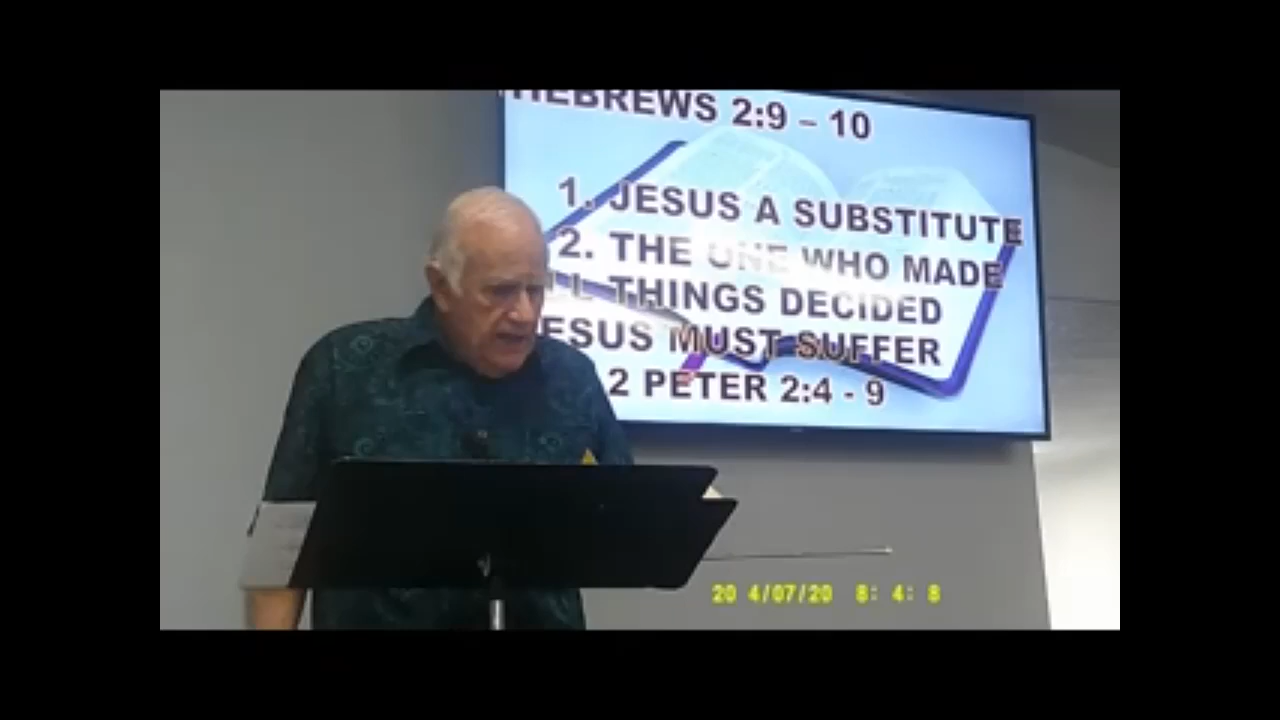 HEBREWS 2:9 – 10
1. JESUS A SUBSTITUTE
2. THE ONE WHO MADE
THINGS DECIDED
MUST SUFFER
2 PETER 2:4 - 9
20 4/07/20 8: 4: 8